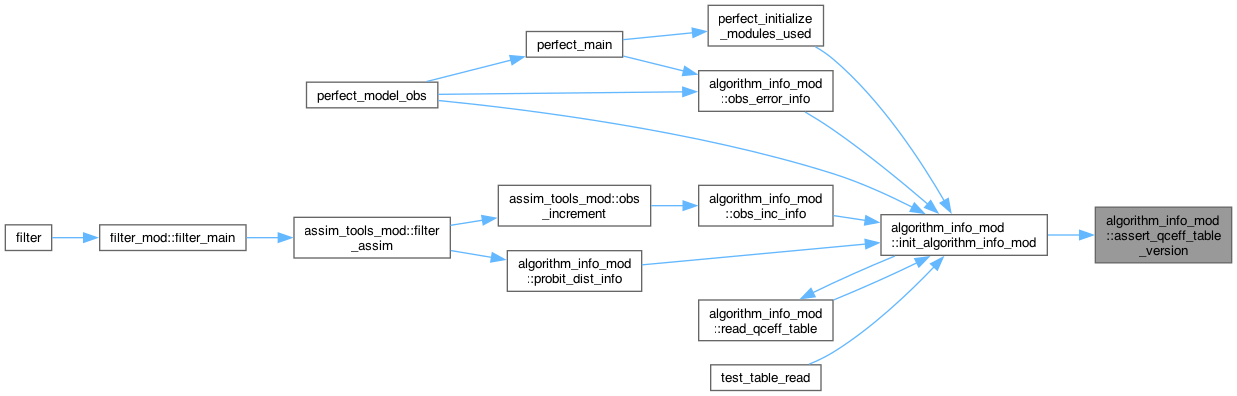 perfect_initialize
_modules_used
perfect_main
algorithm_info_mod
::obs_error_info
perfect_model_obs
assim_tools_mod::obs
_increment
algorithm_info_mod
::obs_inc_info
algorithm_info_mod
::assert_qceff_table
_version
filter
filter_mod::filter_main
assim_tools_mod::filter
_assim
algorithm_info_mod
::init_algorithm_info_mod
algorithm_info_mod
::probit_dist_info
algorithm_info_mod
::read_qceff_table
test_table_read